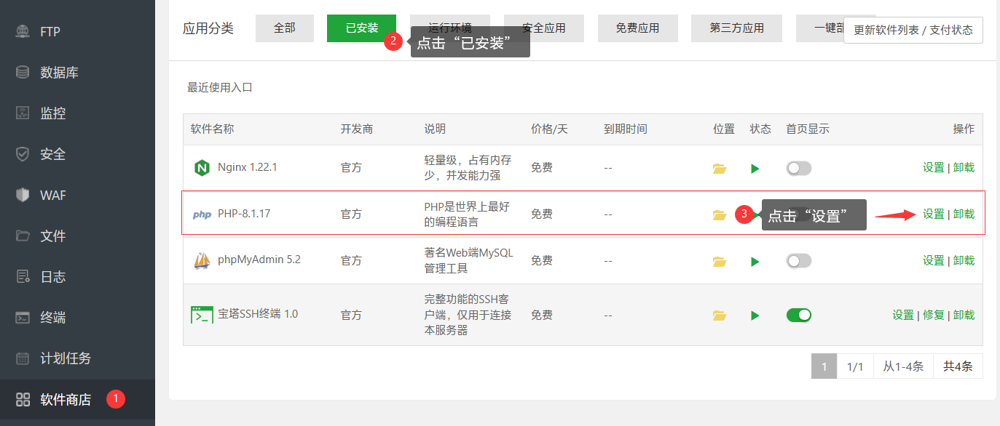 FTP
数据库
监控
安全
WAF
文件
日志
终端
计划任务
软件商店 1
应用分类 全部 已安装 运行环境 安全应用 免费应用 第三方应用 一键部 更新软件列表 / 支付状态
2 点击“已安装”
最近使用入口
软件名称 开发商 说明 价格/天 到期时间 位置 状态 首页显示 操作
Nginx 1.22.1 官方 轻量级，占有内存 免费 -- 设置 | 卸载
少，并发能力强
php PHP-8.1.17 官方 PHP是世界上最好 免费 -- 3 点击“设置” 设置 | 卸载
的编程语言
phpMyAdmin 5.2 官方 著名Web端MySQL 免费 -- 设置 | 卸载
管理工具
宝塔SSH终端 1.0 官方 完整功能的SSH客 免费 -- 设置 | 修复 | 卸载
户端，仅用于连接
本服务器
1 1/1 从1-4条 共4条